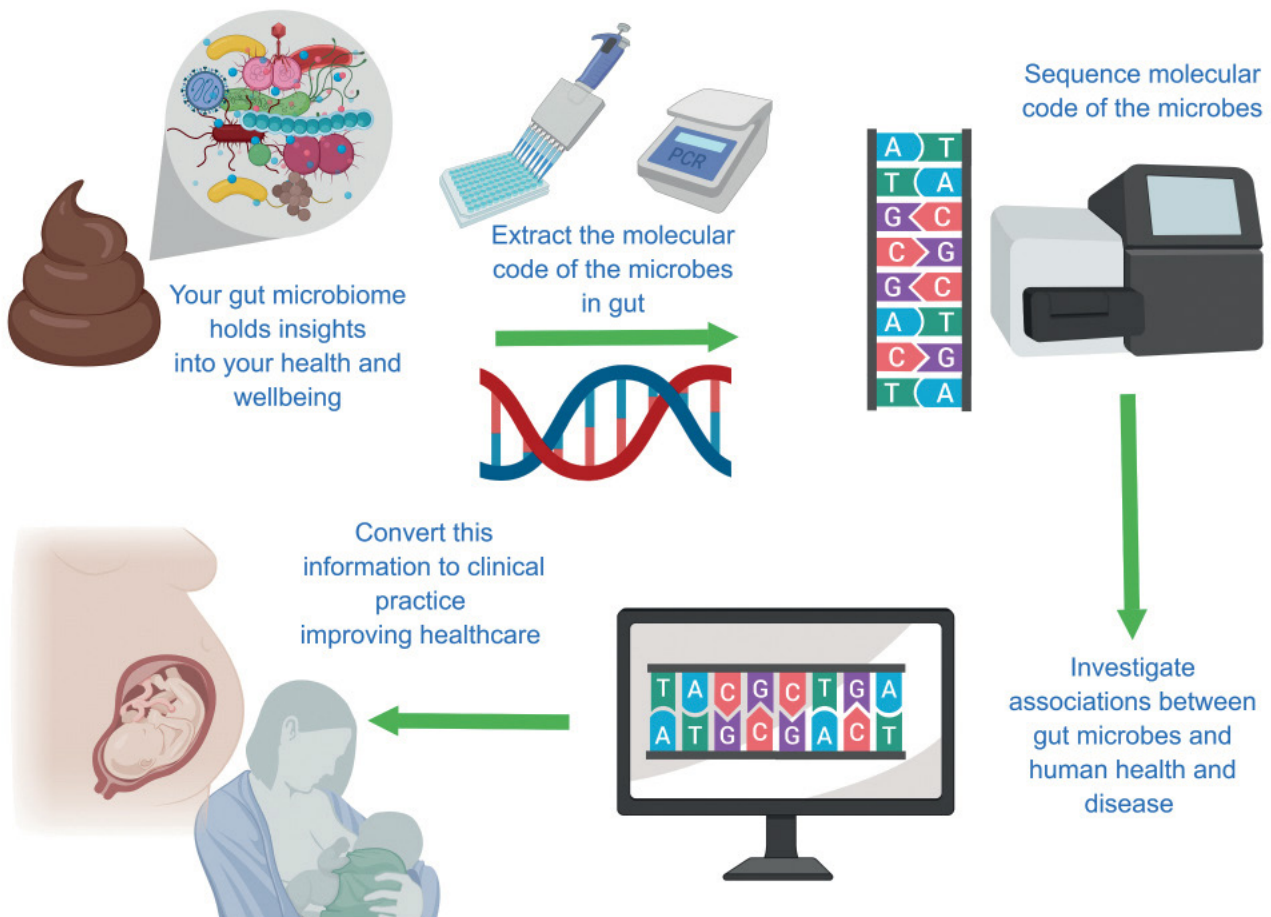 Your gut microbiome
holds insights
into your health and
wellbeing
PCR
Extract the molecular
code of the microbes
in gut
Sequence molecular
code of the microbes
A T
T A
G C
C G
G C
A T
C G
T A
Investigate
associations between
gut microbes and
human health and
disease
T A C G C T G A
A T G C G A C T
Convert this
information to clinical
practice
improving healthcare